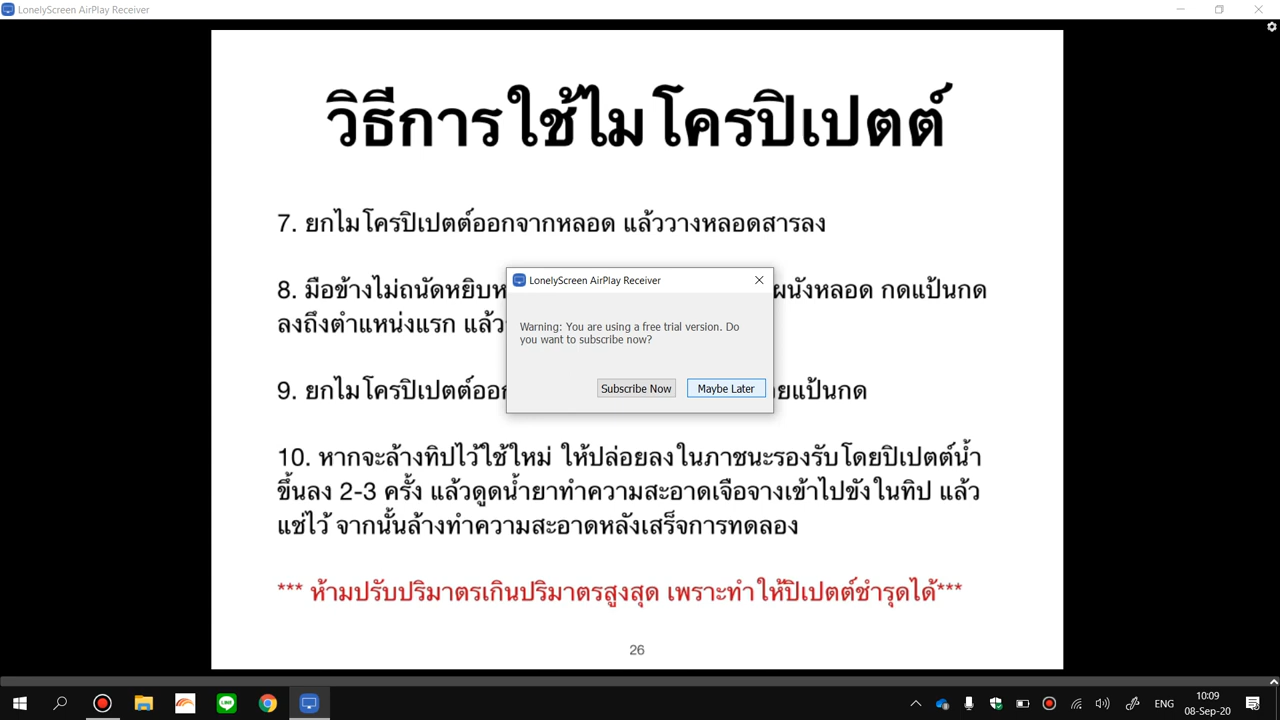 LonelyScreen AirPlay Receiver
วิธีการใช้ไมโครปิเปตต์
7. ยกไมโครปิเปตต์ออกจากหลอด แล้ววางหลอดสารลง
8. มือข้างไม่ถนัดหยิบ ผนังหลอด กดแป้นกด
ลงถึงตำแหน่งแรก แล้ว
9. ยกไมโครปิเปตต์ออก แป้นกด
LonelyScreen AirPlay Receiver
Warning: You are using a free trial version. Do
you want to subscribe now?
Subscribe Now Maybe Later
10. หากจะล้างทิปไว้ใช้ใหม่ ให้ปล่อยลงในภาชนะรองรับโดยปิเปตต์น้ำ
ขึ้นลง 2-3 ครั้ง แล้วดูดน้ำยาทำความสะอาดเจือจางเข้าไปขังในทิป แล้ว
แช่ไว้ จากนั้นล้างทำความสะอาดหลังเสร็จการทดลอง
*** ห้ามปรับปริมาตรเกินปริมาตรสูงสุด เพราะทำให้ปิเปตต์ชำรุดได้***
26
LINE
ENG
10:09
08-Sep-20